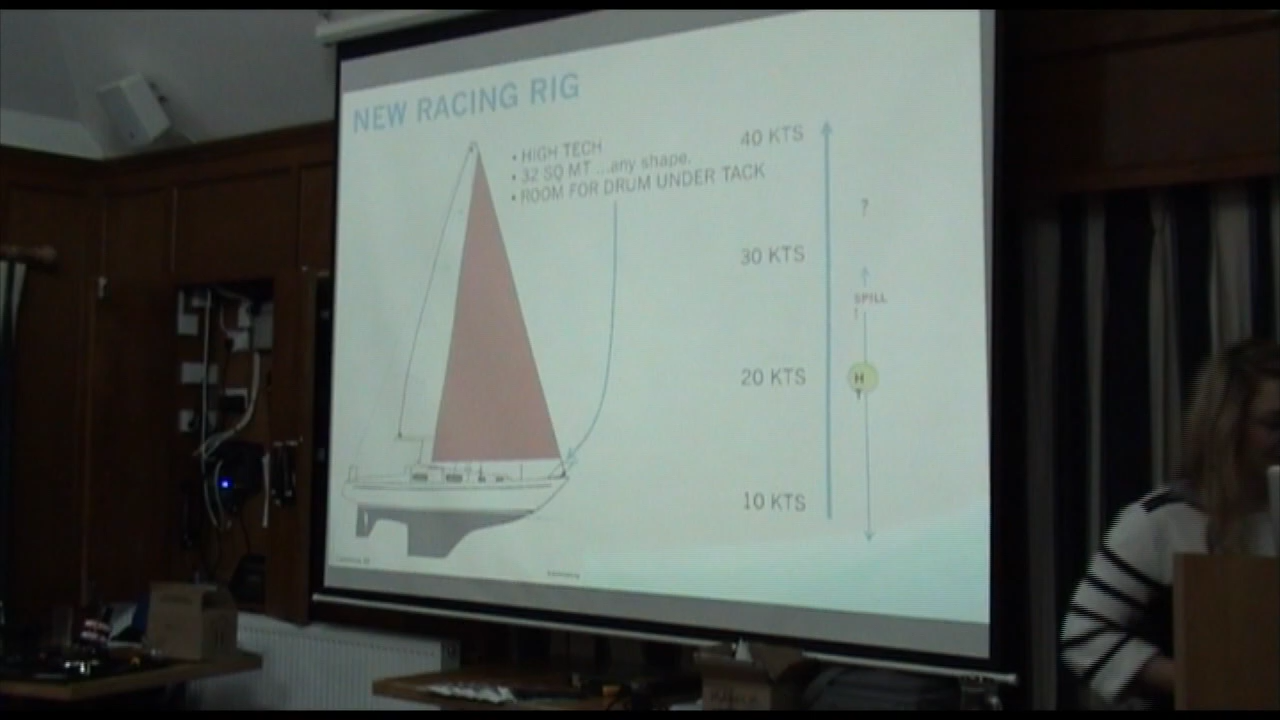 NEW RACING RIG
• HIGH TECH
• 32 SQ MT ...any shape.
• ROOM FOR DRUM UNDER TACK
40 KTS
?
30 KTS
SPILL
!
20 KTS
H
10 KTS